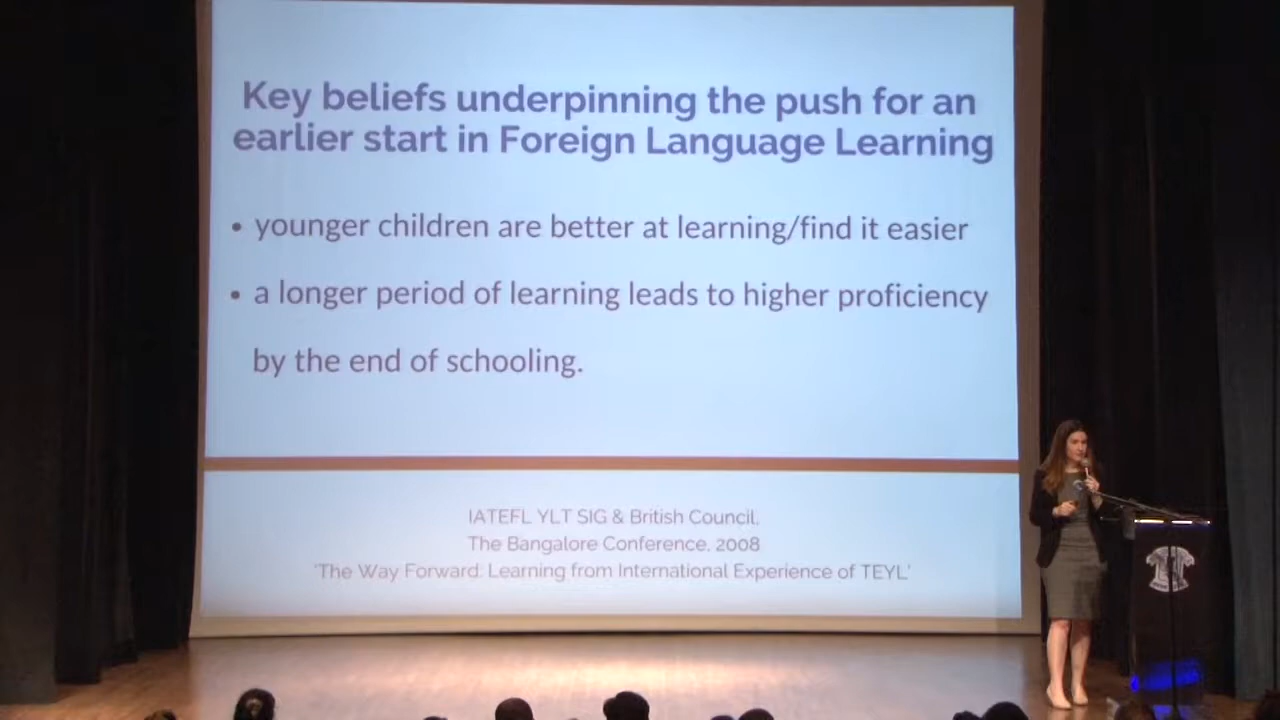 Key beliefs underpinning the push for an
earlier start in Foreign Language Learning
• younger children are better at learning/find it easier
• a longer period of learning leads to higher proficiency
by the end of schooling.
IATEFL YLT SIG & British Council.
The Bangalore Conference, 2008
'The Way Forward: Learning from International Experience of TEYL'